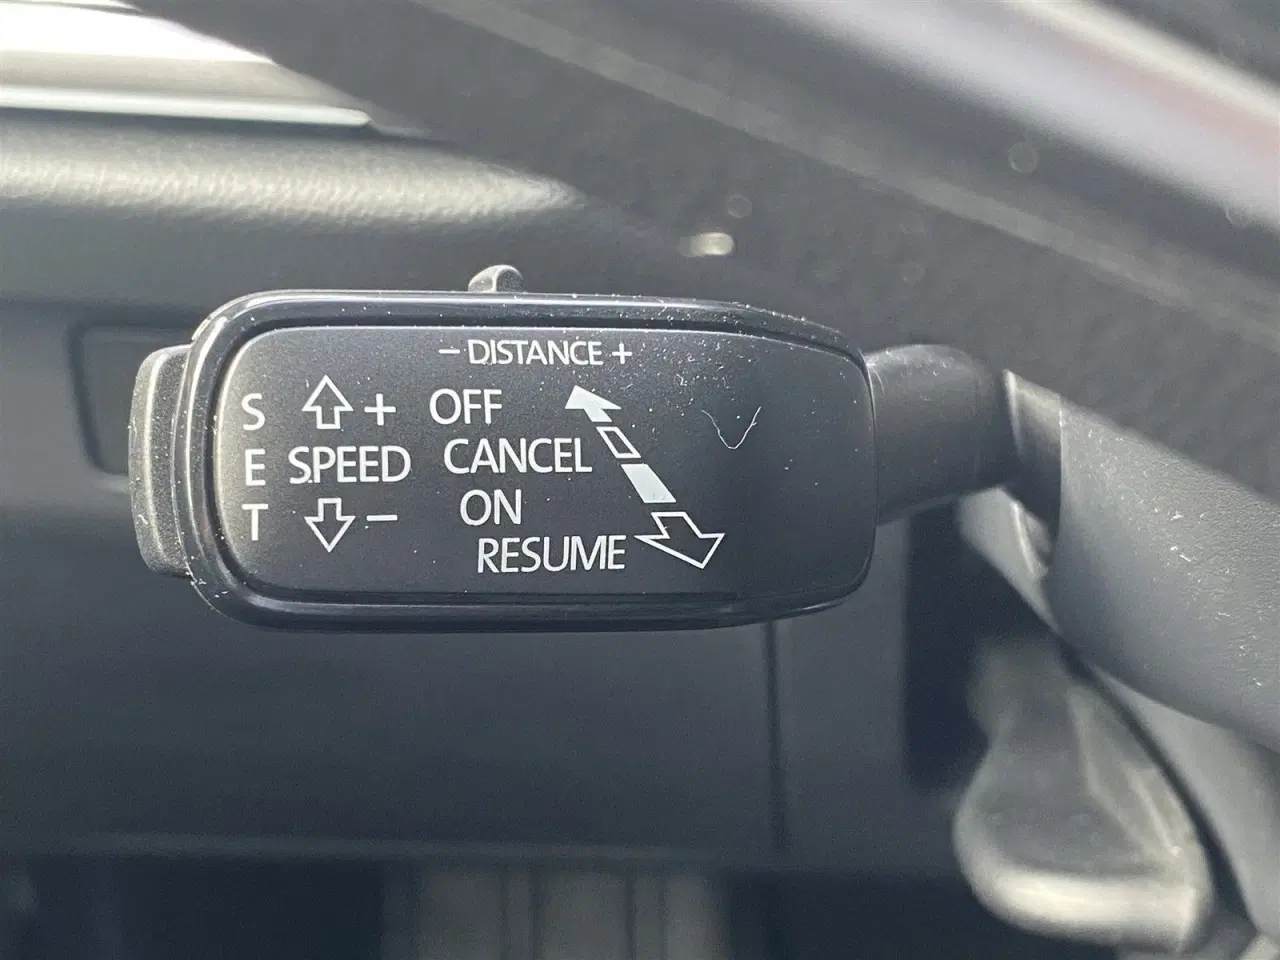 − DISTANCE +
S + OFF
E SPEED CANCEL
T − ON
RESUME